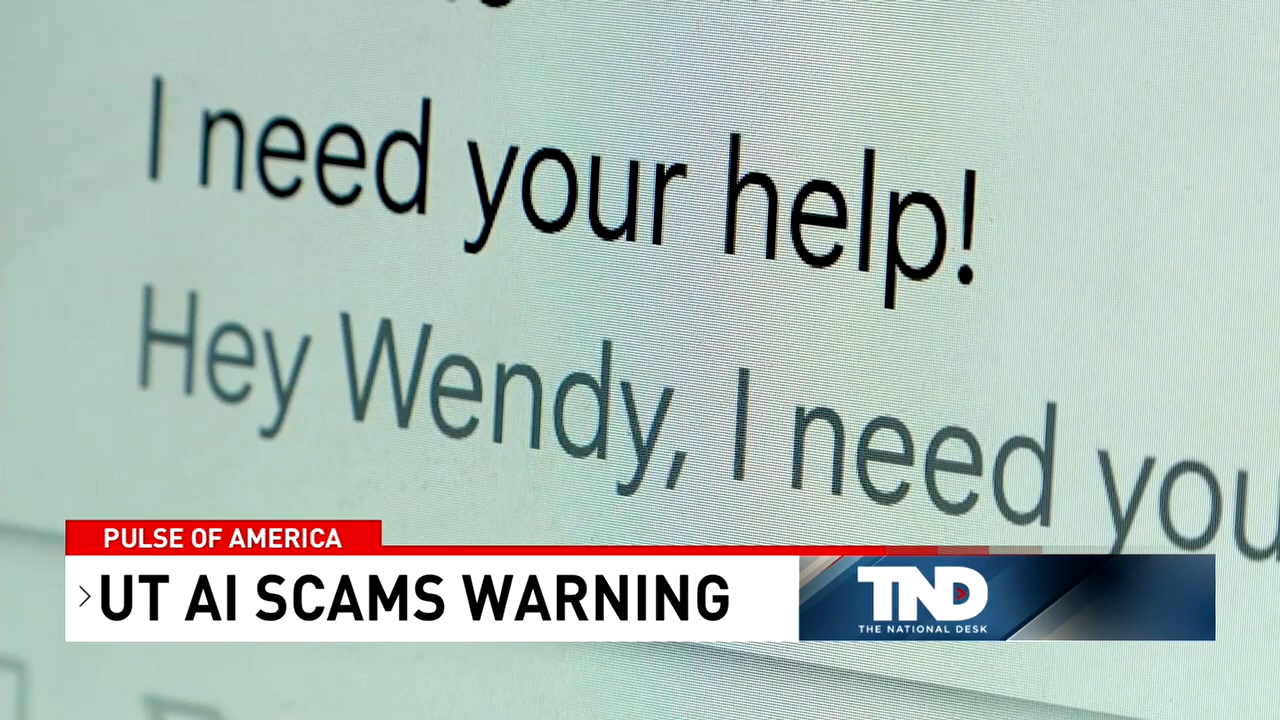 I need your help!
Hey Wendy, I need you
PULSE OF AMERICA
UT AI SCAMS WARNING
TND
THE NATIONAL DESK